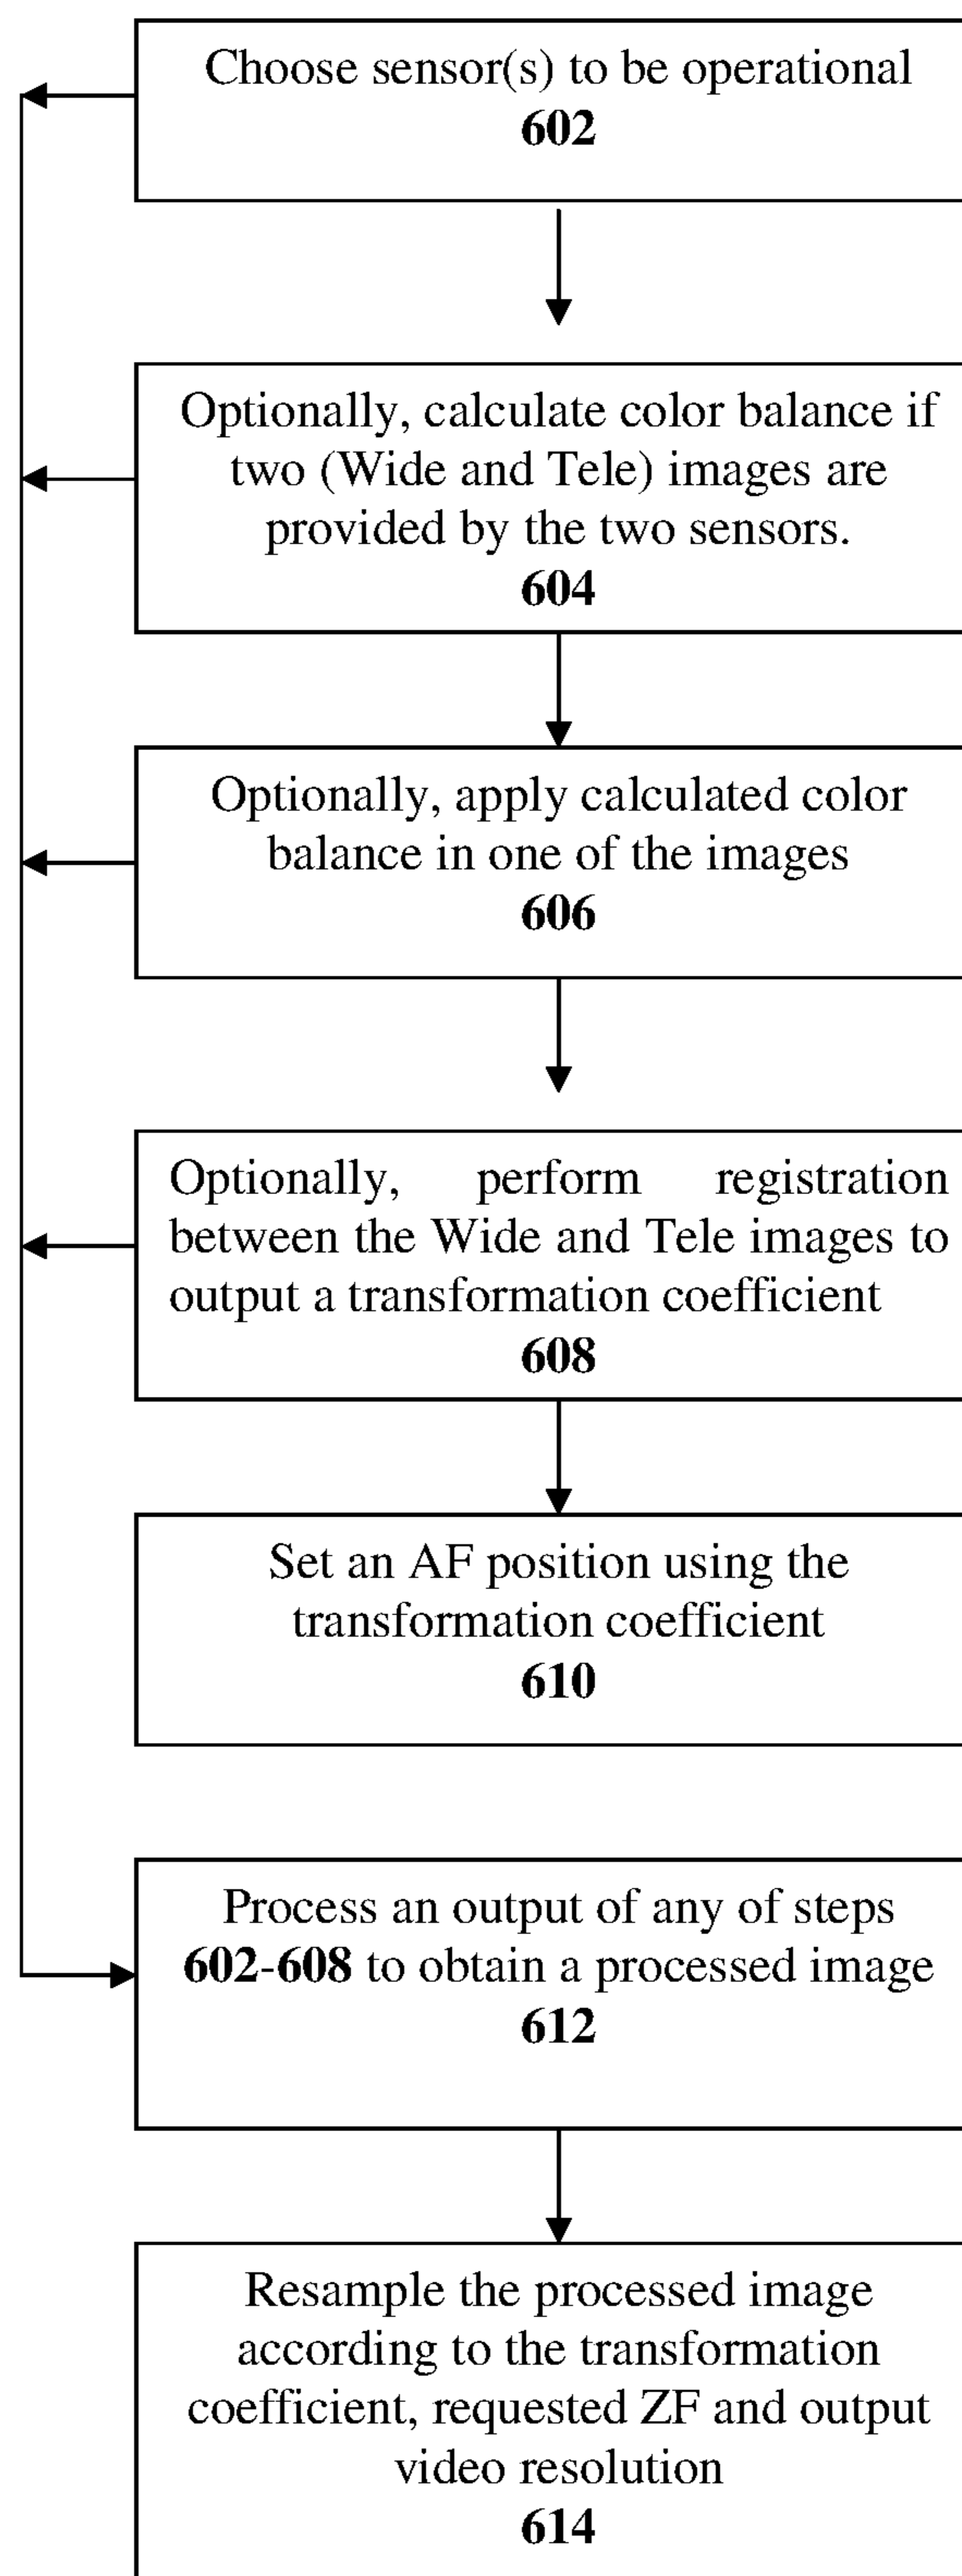 Choose sensor(s) to be operational
602
Optionally, calculate color balance if
two (Wide and Tele) images are
provided by the two sensors.
604
Optionally, apply calculated color
balance in one of the images
606
Optionally, perform registration
between the Wide and Tele images to
output a transformation coefficient
608
Set an AF position using the
transformation coefficient
610
Process an output of any of steps
602-608 to obtain a processed image
612
Resample the processed image
according to the transformation
coefficient, requested ZF and output
video resolution
614